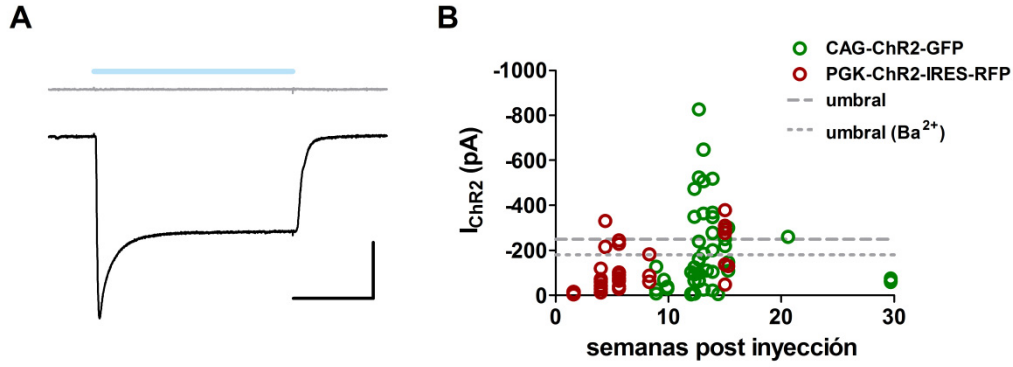 A
B
CAG-ChR2-GFP
PGK-ChR2-IRES-RFP
umbral
umbral (Ba²⁺)
I_ChR2 (pA)
-1000
-800
-600
-400
-200
0
0
10
20
30
semanas post inyección